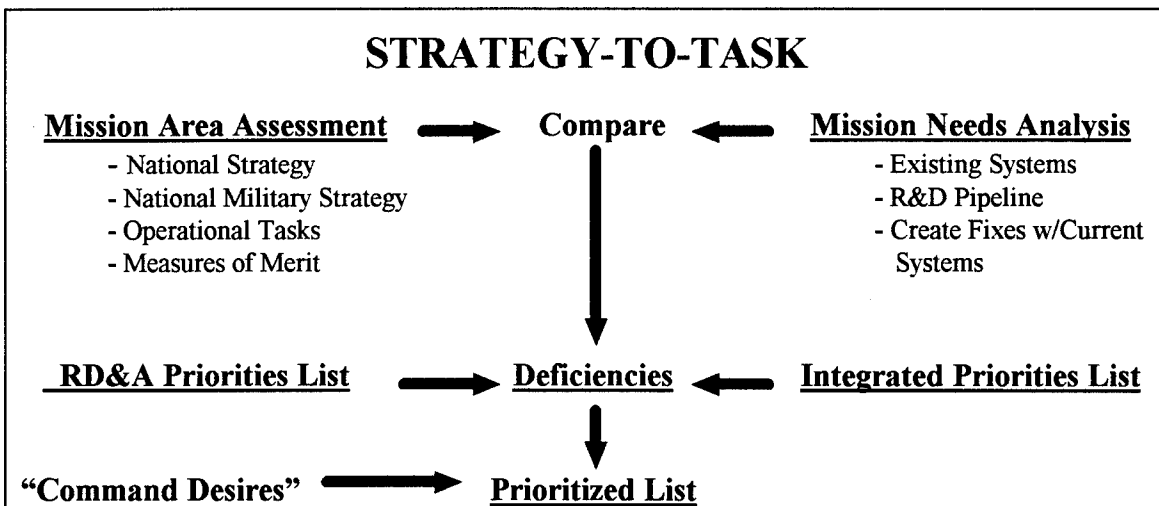 STRATEGY-TO-TASK
Mission Area Assessment
- National Strategy
- National Military Strategy
- Operational Tasks
- Measures of Merit
Compare
Mission Needs Analysis
- Existing Systems
- R&D Pipeline
- Create Fixes w/Current
Systems
RD&A Priorities List
Deficiencies
Integrated Priorities List
“Command Desires”
Prioritized List